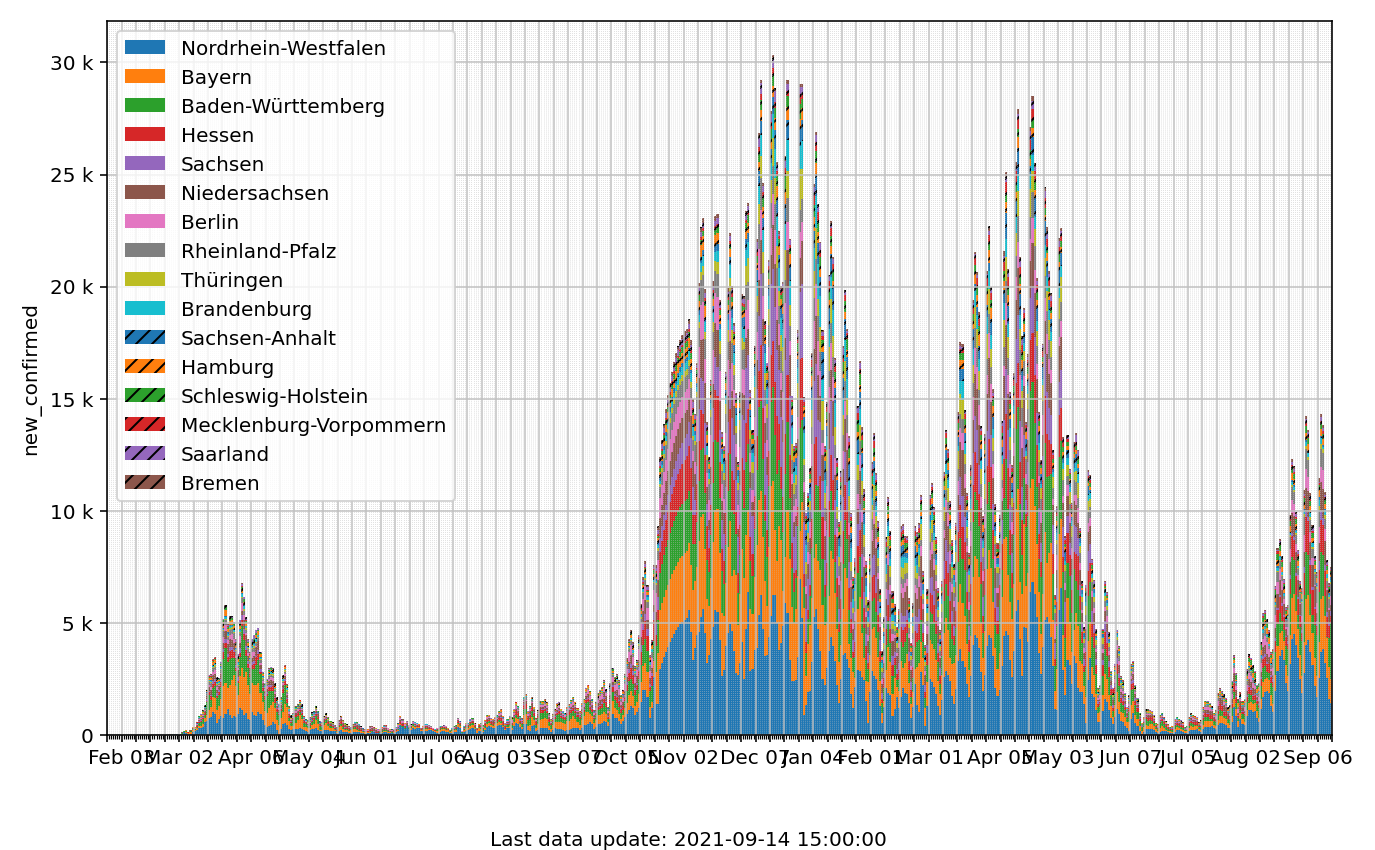 new_confirmed
30 k
25 k
20 k
15 k
10 k
5 k
0
Nordrhein-Westfalen
Bayern
Baden-Württemberg
Hessen
Sachsen
Niedersachsen
Berlin
Rheinland-Pfalz
Thüringen
Brandenburg
Sachsen-Anhalt
Hamburg
Schleswig-Holstein
Mecklenburg-Vorpommern
Saarland
Bremen
Feb 03 Mar 02 Apr 06 May 04 Jun 01 Jul 06 Aug 03 Sep 07 Oct 05 Nov 02 Dec 07 Jan 04 Feb 01 Mar 01 Apr 05 May 03 Jun 07 Jul 05 Aug 02 Sep 06
Last data update: 2021-09-14 15:00:00